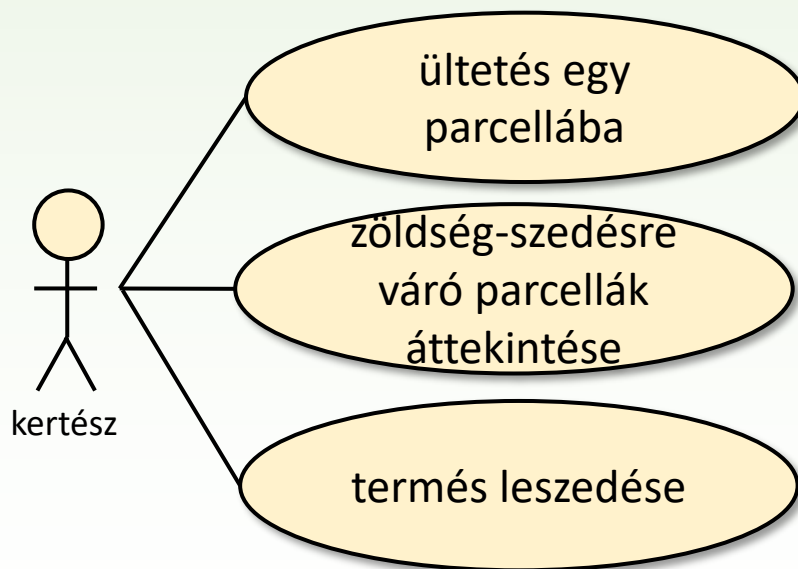 ültetés egy
parcellába
zöldség-szedésre
váró parcellák
áttekintése
kertész
termés leszedése